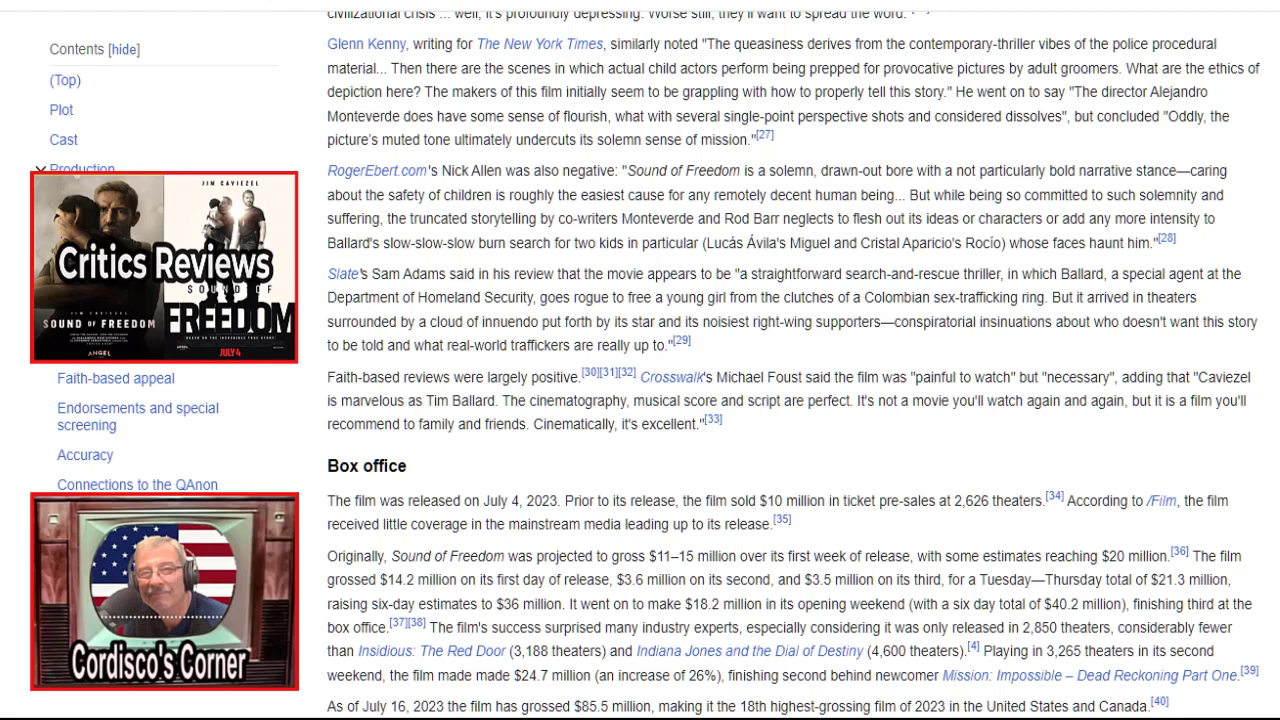 civilizational crisis ... well, it's profoundly depressing. Worse still, they'll want to spread the word."
Contents [hide]
(Top)
Plot
Cast
Production
JIM CAVIEZEL
Critics Reviews
SOUND OF
FREEDOM
JIM CAVIEZEL
SOUND OF FREEDOM
ANGEL
JULY 4
Faith-based appeal
Endorsements and special
screening
Accuracy
Connections to the QAnon
Cordisco's Corner
Glenn Kenny, writing for The New York Times, similarly noted "The queasiness derives from the contemporary-thriller vibes of the police procedural
material... Then there are the scenes in which actual child actors perform being prepped for provocative pictures by adult groomers. What are the ethics of
depiction here? The makers of this film initially seem to be grappling with how to properly tell this story." He went on to say "The director Alejandro
Monteverde does have some sense of flourish, what with several single-point perspective shots and considered dissolves", but concluded "Oddly, the
picture's muted tone ultimately undercuts its solemn sense of mission."[27]
RogerEbert.com's Nick Allen was also negative: "Sound of Freedom is a solemn, drawn-out bore with a not particularly bold narrative stance—caring
about the safety of children is roughly the easiest cause for any remotely decent human being... But while being so committed to such solemnity and
suffering, the truncated storytelling by co-writers Monteverde and Rod Barr neglects to flesh out its ideas or characters or add any more intensity to
Ballard's slow-slow-slow burn search for two kids in particular (Lucás Ávila's Miguel and Cristal Aparicio's Rocío) whose faces haunt him."[28]
Slate's Sam Adams said in his review that the movie appears to be "a straightforward search-and-rescue thriller, in which Ballard, a special agent at the
Department of Homeland Security, goes rogue to free a young girl from the clutches of a Colombian sex-trafficking ring. But it arrived in theaters
surrounded by a cloud of innuendo put forth by its star and its noisiest right-wing supporters—conspiratorial insinuations about who doesn't want this story
to be told and what real-world traffickers are really up to."[29]
Faith-based reviews were largely positive.[30][31][32] Crosswalk's Michael Foust said the film was "painful to watch" but "necessary", adding that "Caviezel
is marvelous as Tim Ballard. The cinematography, musical score and script are perfect. It's not a movie you'll watch again and again, but it is a film you'll
recommend to family and friends. Cinematically, it's excellent."[33]
Box office
The film was released on July 4, 2023. Prior to its release, the film sold $10 million in ticket pre-sales at 2,626 theaters.[34] According to /Film, the film
received little coverage in the mainstream media leading up to its release.[35]
Originally, Sound of Freedom was projected to gross $11–15 million over its first week of release, with some estimates reaching $20 million.[36] The film
grossed $14.2 million on its first day of release, $3.6 million on its second, and $3.5 million on its third, for a Tuesday—Thursday total of $21.3 million,
raising six-day estimates to $36 million. It went on to make million in its opening weekend (with a total of $40.2 million), finishing third at the
box office.[37][38] The film's success surprised many industry especially considering it was only released in 2,850 theaters, considerably fewer
than Insidious: The Red Door (3,188 theaters) and Indiana Jones and the Dial of Destiny (4,600 theaters).[4] Playing in 3,265 theaters in its second
weekend, the film made made $24.7 million (an increase of 26%), finishing second behind newcomer Mission: Impossible – Dead Reckoning Part One.[39]
As of July 16, 2023 the film has grossed $85.5 million, making it the 18th highest-grossing film of 2023 in the United States and Canada.[40]